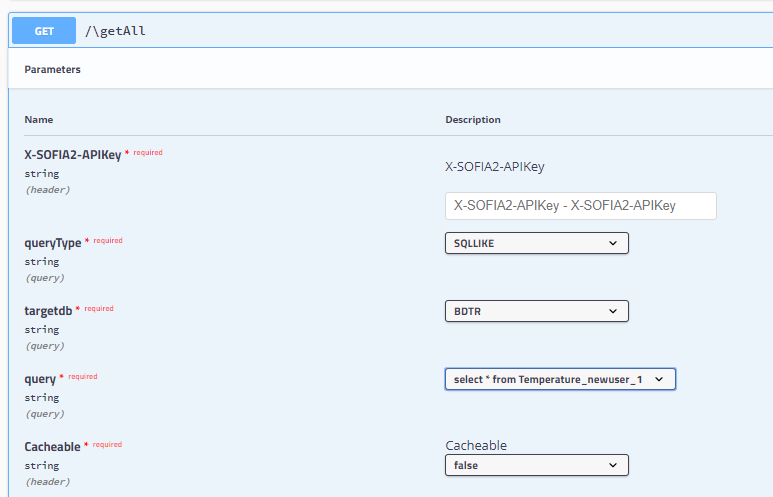 GET /\getAll
Parameters
Name Description
X-SOFIA2-APIKey * required
string
(header)
X-SOFIA2-APIKey
X-SOFIA2-APIKey - X-SOFIA2-APIKey
queryType * required
string
(query)
SQLLIKE
targetdb * required
string
(query)
BDTR
query * required
string
(query)
select * from Temperature_newuser_1
Cacheable * required
string
(header)
Cacheable
false